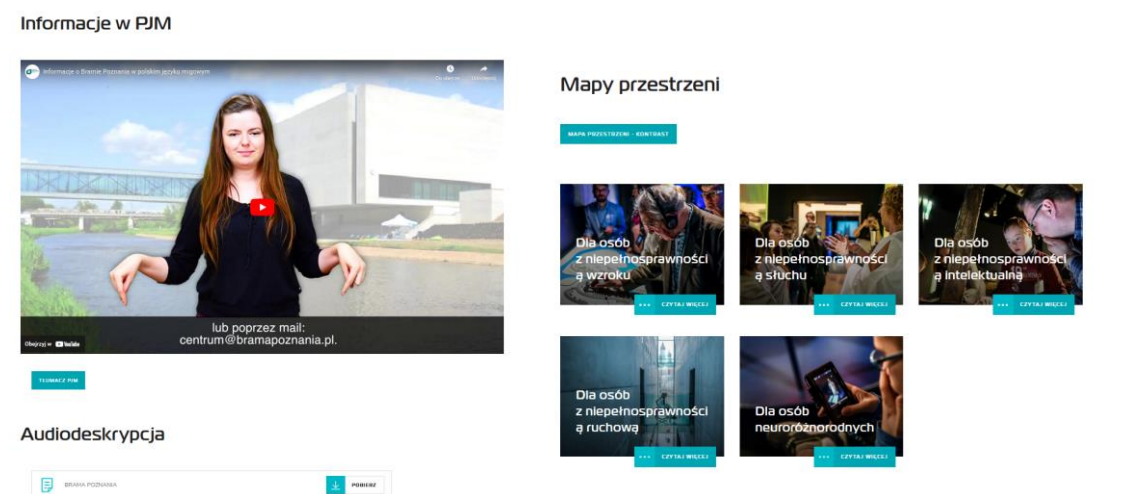 Informacje w PJM
Informacje o Bramie Poznania w polskim języku migowym
Do obejrz.
Udostępnij
lub poprzez mail:
centrum@bramapoznania.pl.
Obejrzyj w YouTube
TŁUMACZ PJM
Audiodeskrypcja
BRAMA POZNANIA
POBIERZ
Mapy przestrzeni
MAPA PRZESTRZENI - KONTRAST
Dla osób
z niepełnosprawności
ą wzroku
CZYTAJ WIĘCEJ
Dla osób
z niepełnosprawności
ą słuchu
CZYTAJ WIĘCEJ
Dla osób
z niepełnosprawności
ą intelektualną
CZYTAJ WIĘCEJ
Dla osób
z niepełnosprawności
ą ruchową
CZYTAJ WIĘCEJ
Dla osób
neuroróżnorodnych
CZYTAJ WIĘCEJ